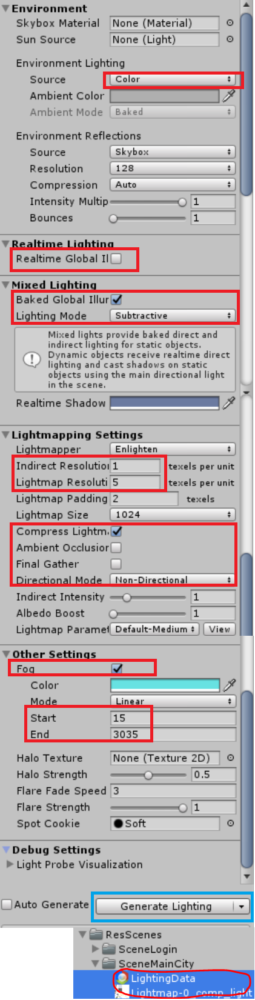 Environment
Skybox Material None (Material)
Sun Source None (Light)
Environment Lighting
Source Color
Ambient Color
Ambient Mode Baked
Environment Reflections
Source Skybox
Resolution 128
Compression Auto
Intensity Multip 1
Bounces 1
Realtime Lighting
Realtime Global Il
Mixed Lighting
Baked Global Illur
Lighting Mode Subtractive
Mixed lights provide baked direct and
indirect lighting for static objects.
Dynamic objects receive realtime direct
lighting and cast shadows on static
objects using the main directional light
in the scene.
Realtime Shadow
Lightmapping Settings
Lightmapper Enlighten
Indirect Resolutio 1 texels per unit
Lightmap Resoluti 5 texels per unit
Lightmap Padding 2 texels
Lightmap Size 1024
Compress Lightm
Ambient Occlusion
Final Gather
Directional Mode Non-Directional
Indirect Intensity 1
Albedo Boost 1
Lightmap Paramet Default-Medium View
Other Settings
Fog
Color
Mode Linear
Start 15
End 3035
Halo Texture None (Texture 2D)
Halo Strength 0.5
Flare Fade Speed 3
Flare Strength 1
Spot Cookie Soft
Debug Settings
Light Probe Visualization
Auto Generate Generate Lighting
ResScenes
SceneLogin
SceneMainCity
LightingData
Lightmap-0_comp_light